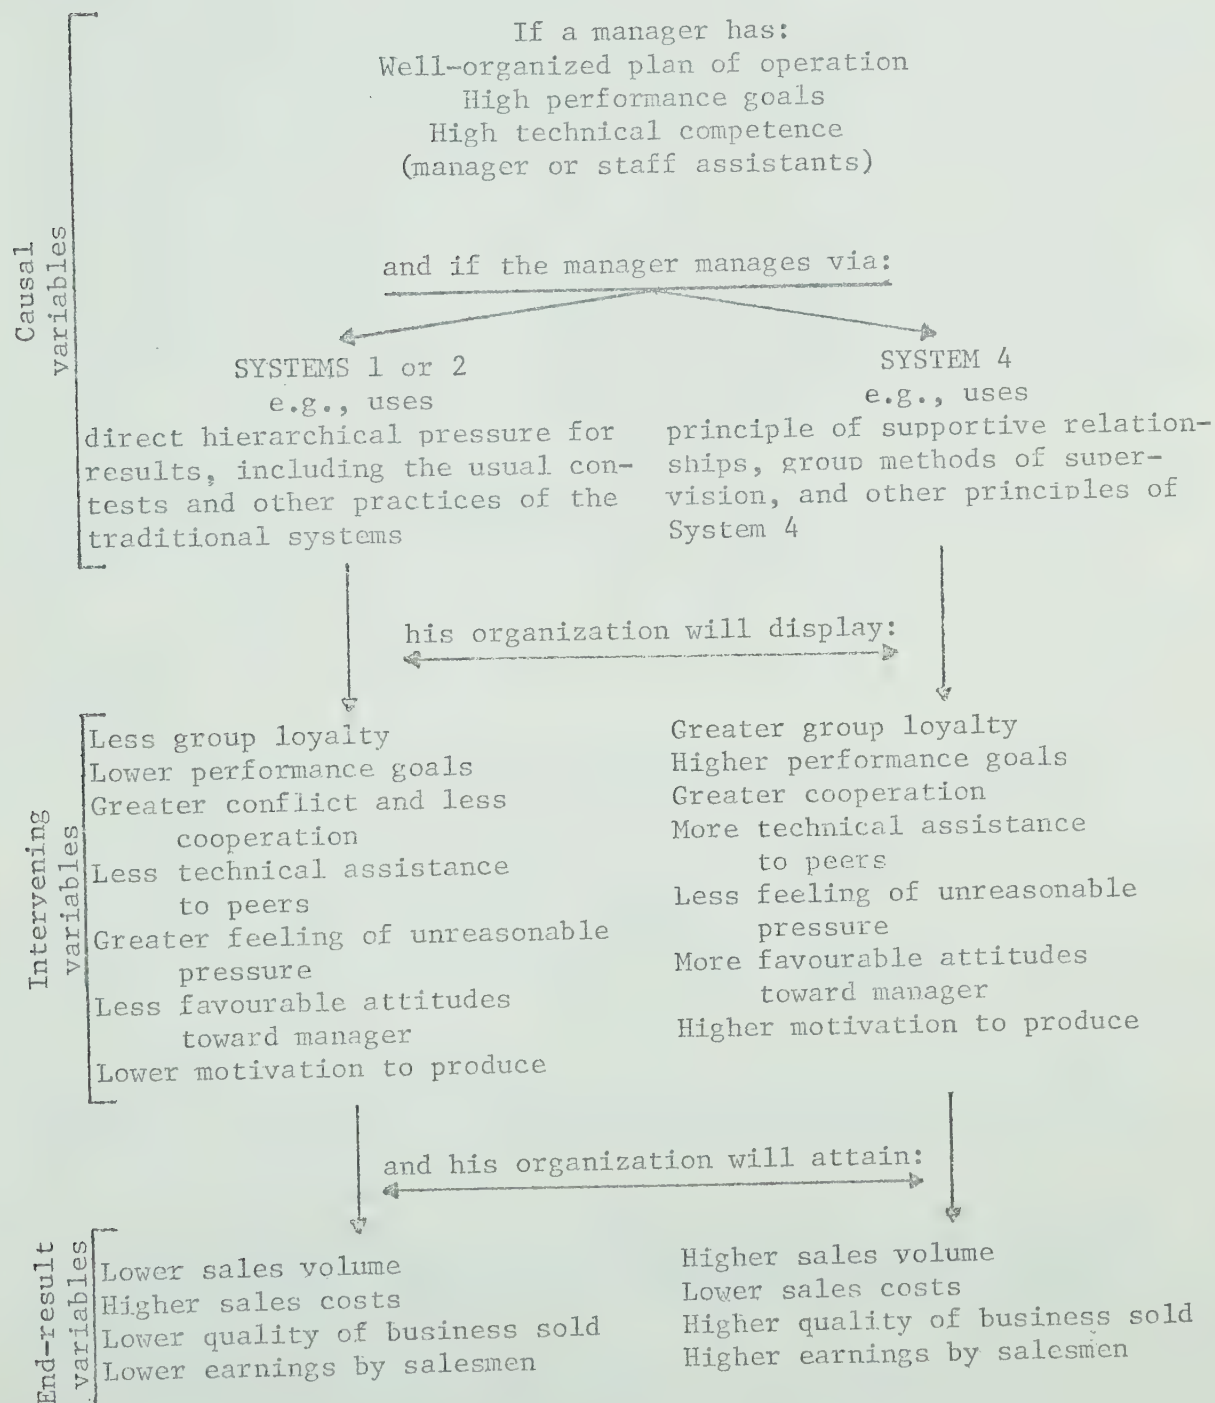 If a manager has:
Well-organized plan of operation
High performance goals
High technical competence
(manager or staff assistants)
Causal
variables
and if the manager manages via:
SYSTEMS 1 or 2
e.g., uses
direct hierarchical pressure for
results, including the usual con-
tests and other practices of the
traditional systems
SYSTEM 4
e.g., uses
principle of supportive relation-
ships, group methods of super-
vision, and other principles of
System 4
his organization will display:
Intervening
variables
Less group loyalty
Lower performance goals
Greater conflict and less
cooperation
Less technical assistance
to peers
Greater feeling of unreasonable
pressure
Less favourable attitudes
toward manager
Lower motivation to produce
Greater group loyalty
Higher performance goals
Greater cooperation
More technical assistance
to peers
Less feeling of unreasonable
pressure
More favourable attitudes
toward manager
Higher motivation to produce
and his organization will attain:
End-result
variables
Lower sales volume
Higher sales costs
Lower quality of business sold
Lower earnings by salesmen
Higher sales volume
Lower sales costs
Higher quality of business sold
Higher earnings by salesmen